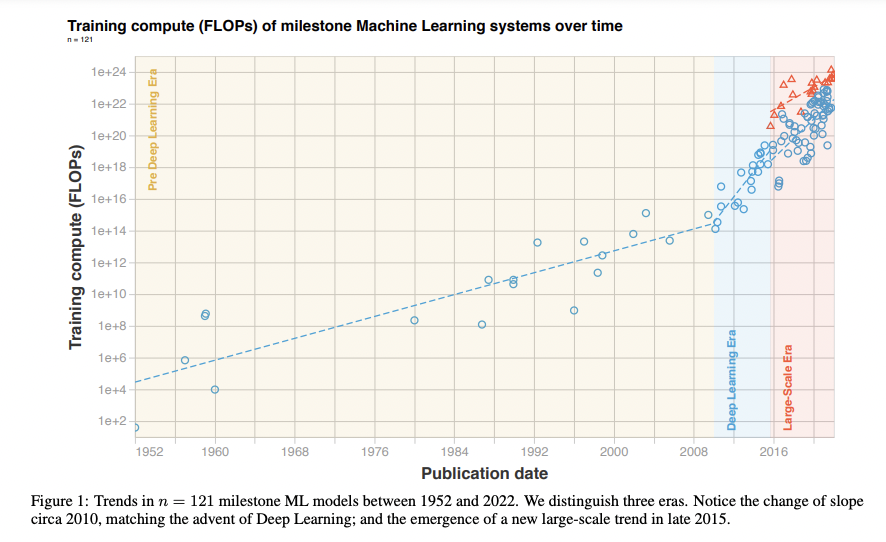 Training compute (FLOPs) of milestone Machine Learning systems over time
n = 121
Training compute (FLOPs)
1e+24
1e+22
1e+20
1e+18
1e+16
1e+14
1e+12
1e+10
1e+8
1e+6
1e+4
1e+2
Pre Deep Learning Era
Deep Learning Era
Large-Scale Era
1952 1960 1968 1976 1984 1992 2000 2008 2016
Publication date
Figure 1: Trends in n = 121 milestone ML models between 1952 and 2022. We distinguish three eras. Notice the change of slope
circa 2010, matching the advent of Deep Learning; and the emergence of a new large-scale trend in late 2015.